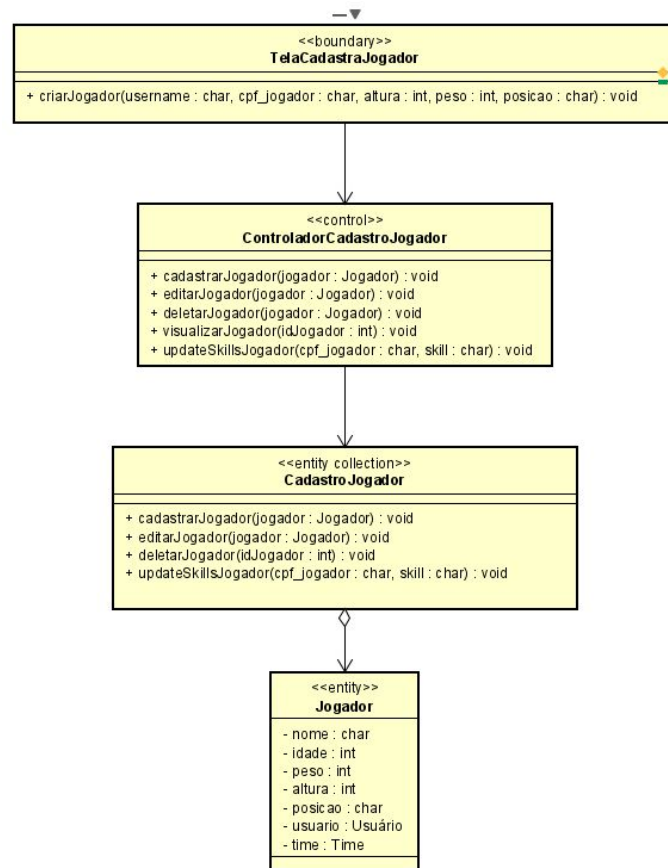 <<boundary>>
TelaCadastraJogador
+ criarJogador(username : char, cpf_jogador : char, altura : int, peso : int, posicao : char) : void
<<control>>
ControladorCadastroJogador
+ cadastrarJogador(jogador : Jogador) : void
+ editarJogador(jogador : Jogador) : void
+ deletarJogador(jogador : Jogador) : void
+ visualizarJogador(idJogador : int) : void
+ updateSkillsJogador(cpf_jogador : char, skill : char) : void
<<entity collection>>
CadastroJogador
+ cadastrarJogador(jogador : Jogador) : void
+ editarJogador(jogador : Jogador) : void
+ deletarJogador(idJogador : int) : void
+ updateSkillsJogador(cpf_jogador : char, skill : char) : void
<<entity>>
Jogador
- nome : char
- idade : int
- peso : int
- altura : int
- posicao : char
- usuario : Usuário
- time : Time